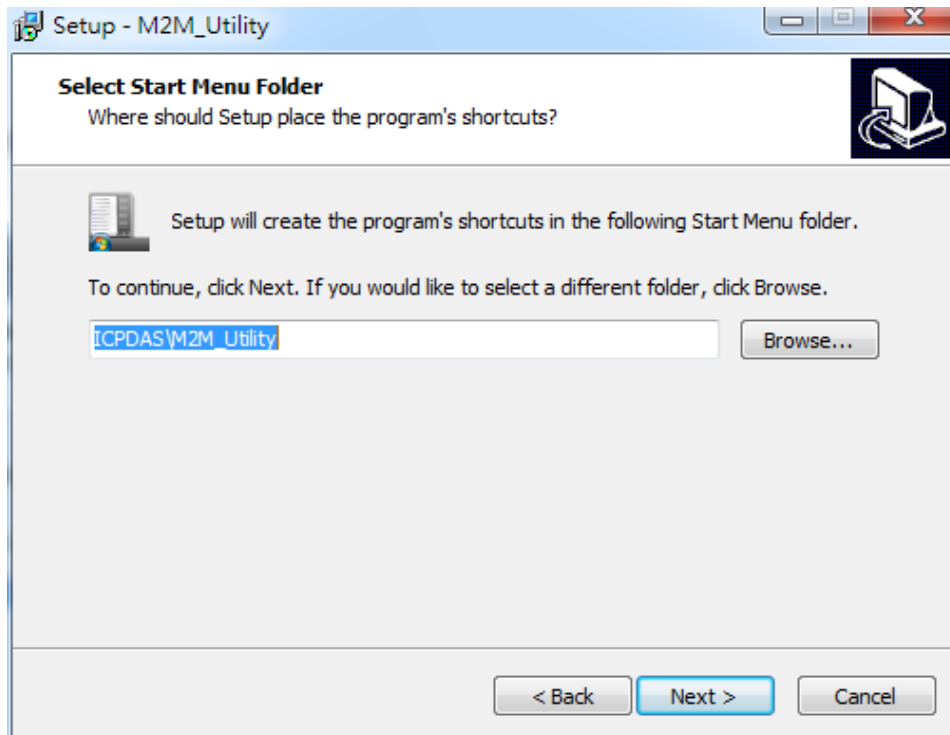 Setup - M2M_Utility
Select Start Menu Folder
Where should Setup place the program's shortcuts?
Setup will create the program's shortcuts in the following Start Menu folder.
To continue, click Next. If you would like to select a different folder, click Browse.
ICPDAS\M2M_Utility
Browse...
< Back
Next >
Cancel